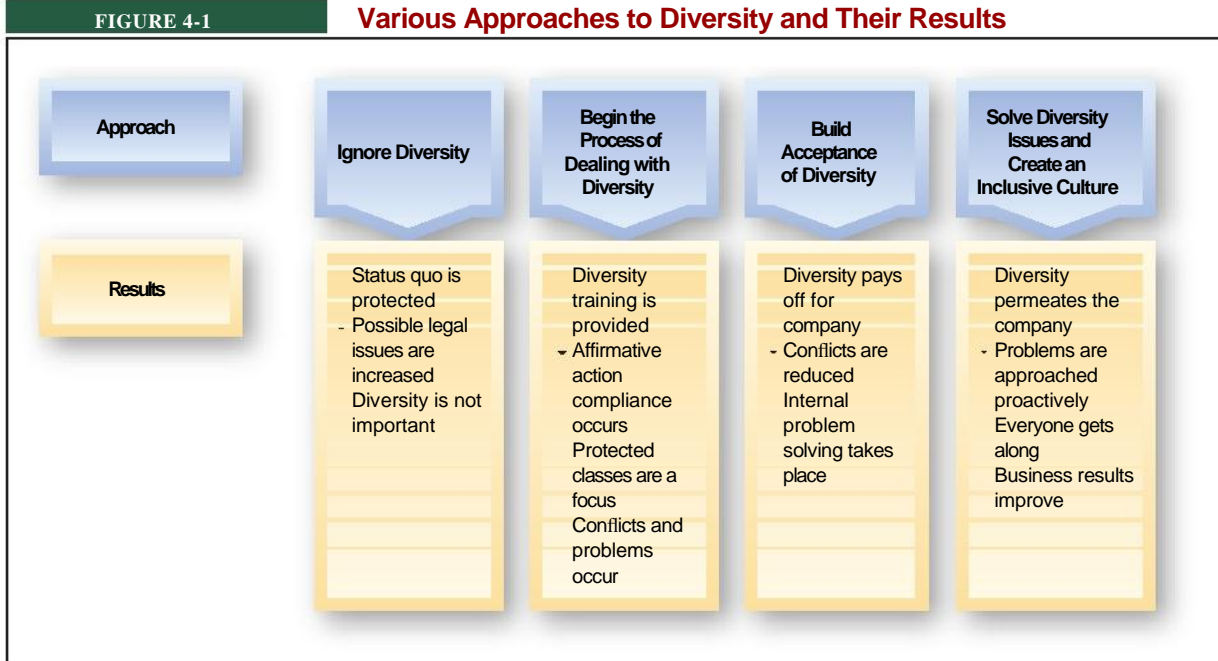 FIGURE 4-1
Various Approaches to Diversity and Their Results
Approach
Ignore Diversity
Begin the
Process of
Dealing with
Diversity
Build
Acceptance
of Diversity
Solve Diversity
Issues and
Create an
Inclusive Culture
Results
Status quo is
protected
- Possible legal
issues are
increased
Diversity is not
important
Diversity
training is
provided
- Affirmative
action
compliance
occurs
Protected
classes are a
focus
Conflicts and
problems
occur
Diversity pays
off for
company
- Conflicts are
reduced
Internal
problem
solving takes
place
Diversity
permeates the
company
- Problems are
approached
proactively
Everyone gets
along
Business results
improve